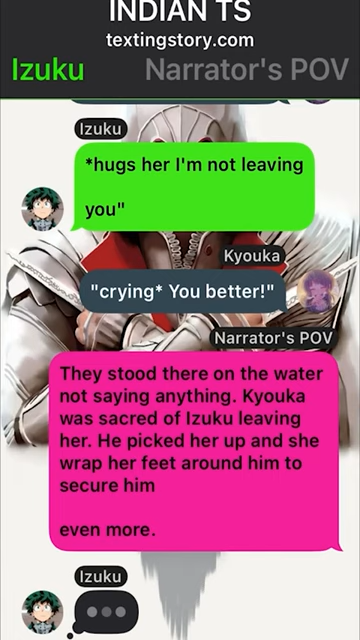 INDIAN TS
textingstory.com
Izuku Narrator's POV
Izuku
*hugs her I'm not leaving
you"
Kyouka
"crying* You better!"
Narrator's POV
They stood there on the water
not saying anything. Kyouka
was sacred of Izuku leaving
her. He picked her up and she
wrap her feet around him to
secure him
even more.
Izuku